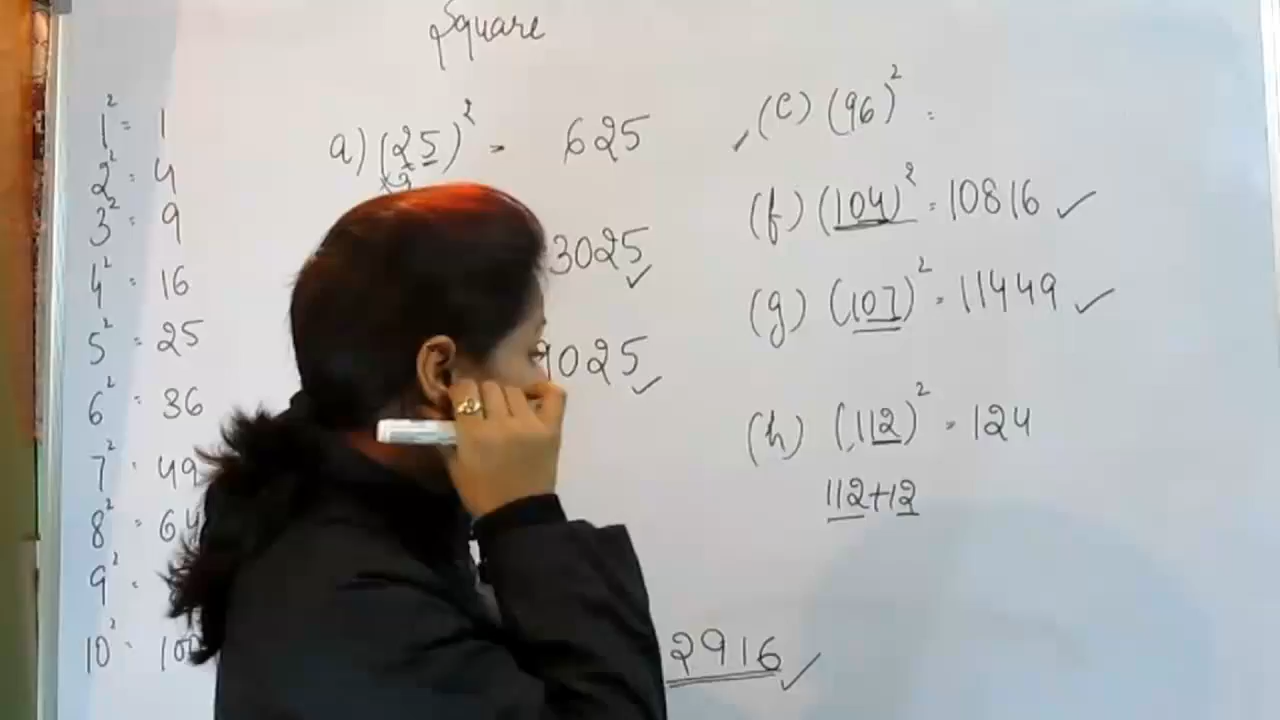 Square
1² = 1
2² = 4
3² = 9
4² = 16
5² = 25
6² = 36
7² = 49
8² = 64
9² =
10² = 100
a) (25)² = 625
3025
9025
2916
(e) (96)² =
(f) (104)² = 10816
(g) (107)² = 11449
(h) (112)² = 124
112+12